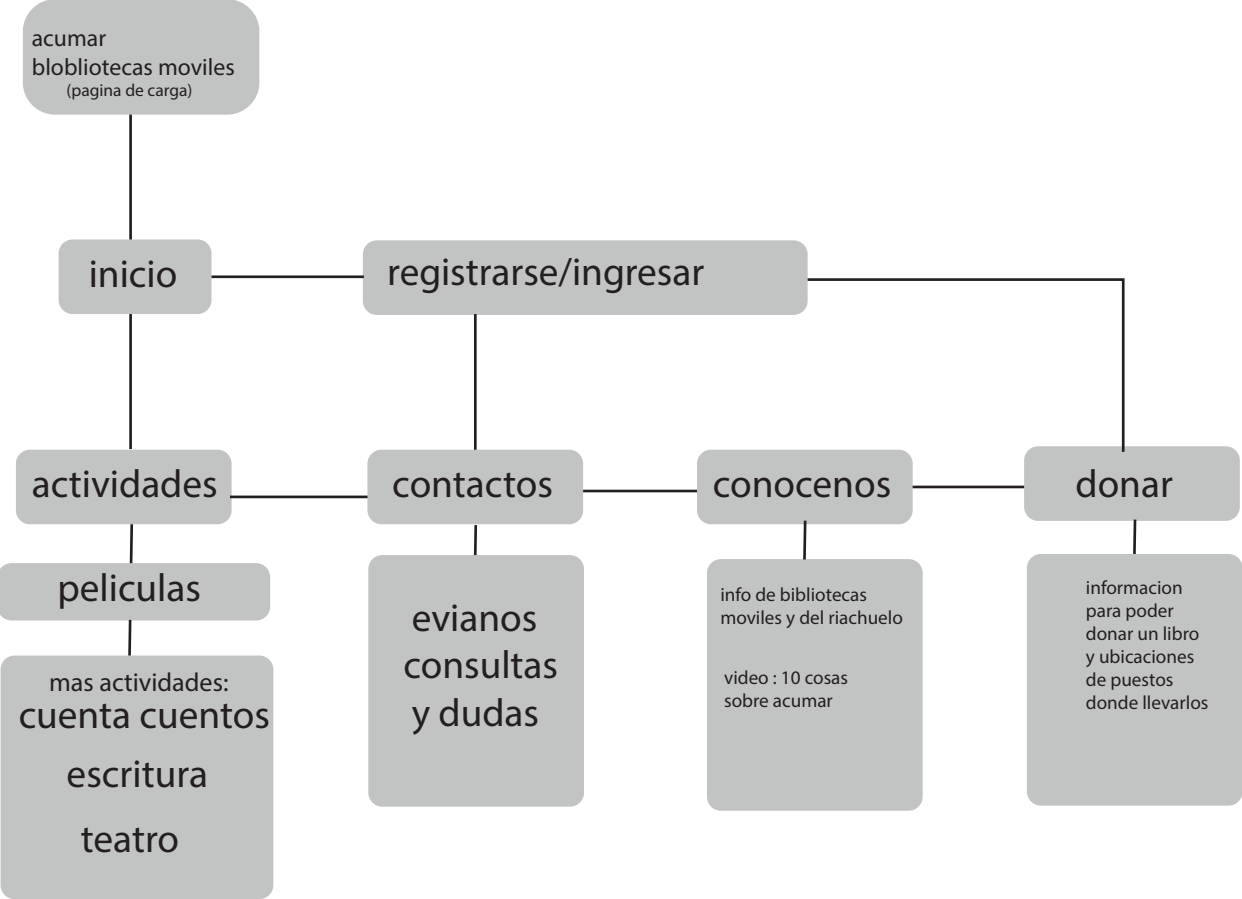 acumar
blobliotecas moviles
(pagina de carga)
inicio
registrarse/ingresar
actividades
contactos
conocenos
donar
peliculas
mas actividades:
cuenta cuentos
escritura
teatro
evianos
consultas
y dudas
info de bibliotecas
moviles y del riachuelo
video : 10 cosas
sobre acumar
informacion
para poder
donar un libro
y ubicaciones
de puestos
donde llevarlos